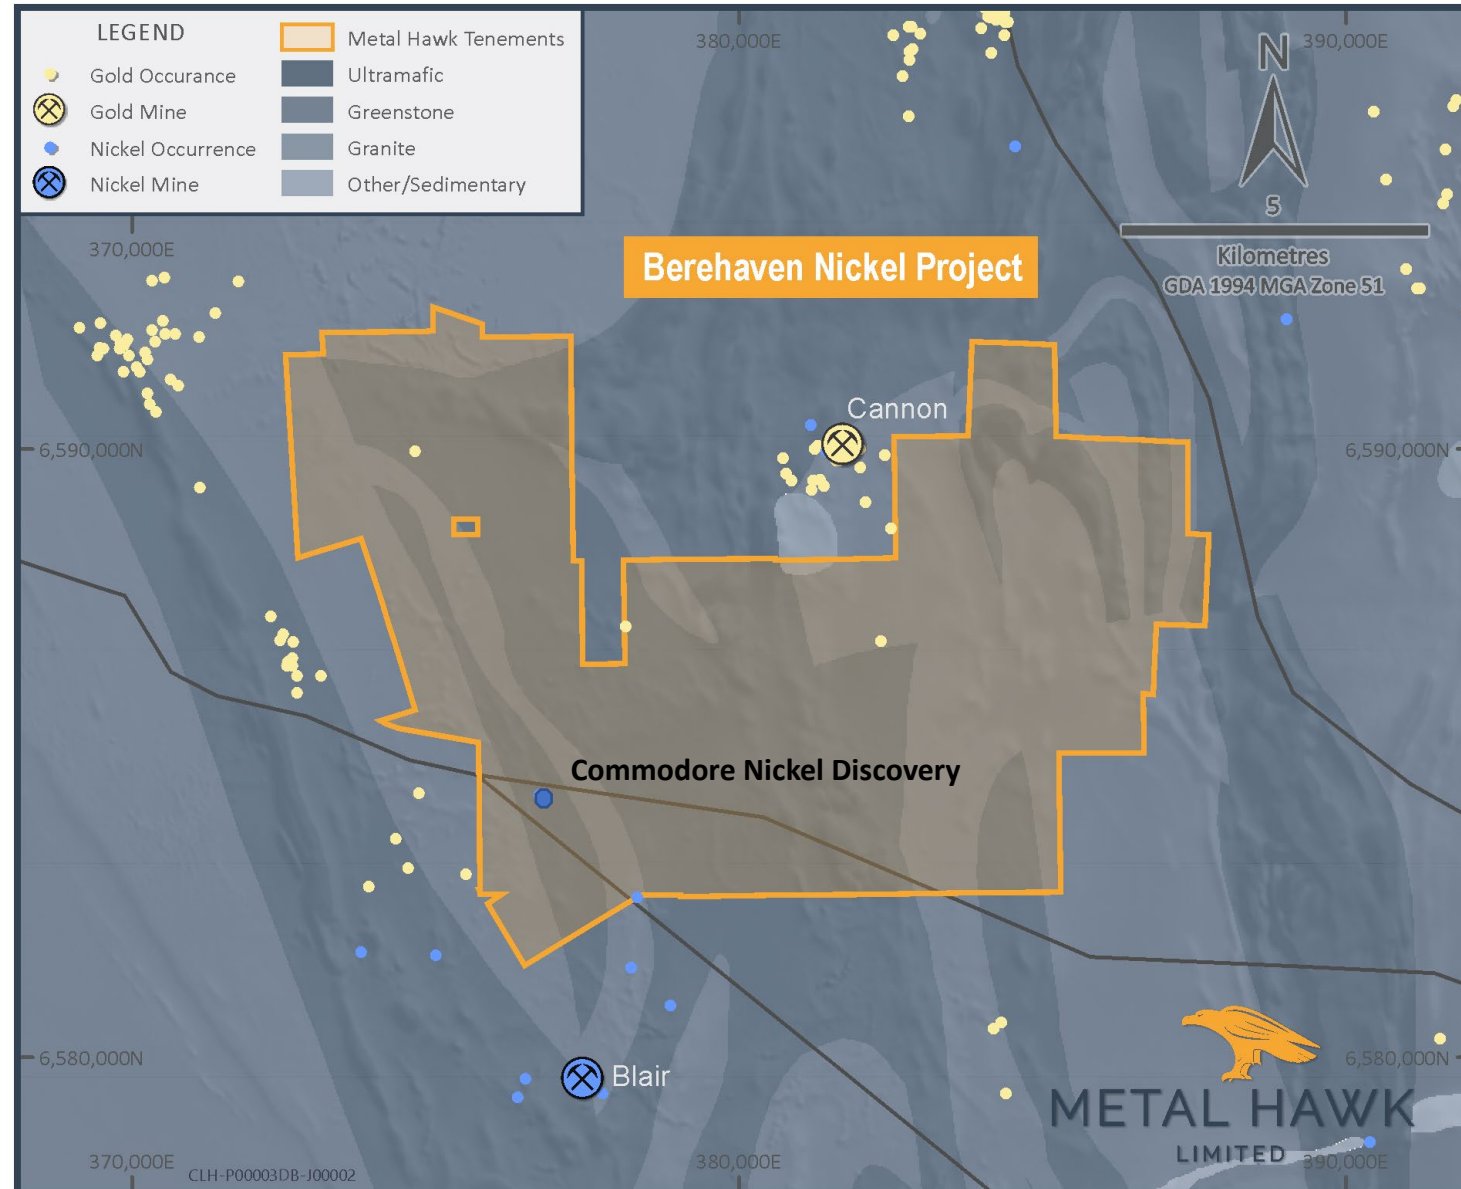 LEGEND
Gold Occurance
Gold Mine
Nickel Occurrence
Nickel Mine
Metal Hawk Tenements
Ultramafic
Greenstone
Granite
Other/Sedimentary
380,000E
390,000E
N
5
Kilometres
GDA 1994 MGA Zone 51
370,000E
Berehaven Nickel Project
Cannon
6,590,000N
6,590,000N
Commodore Nickel Discovery
6,580,000N
Blair
6,580,000N
METAL HAWK
LIMITED
370,000E
CLH-P00003DB-J00002
380,000E
390,000E